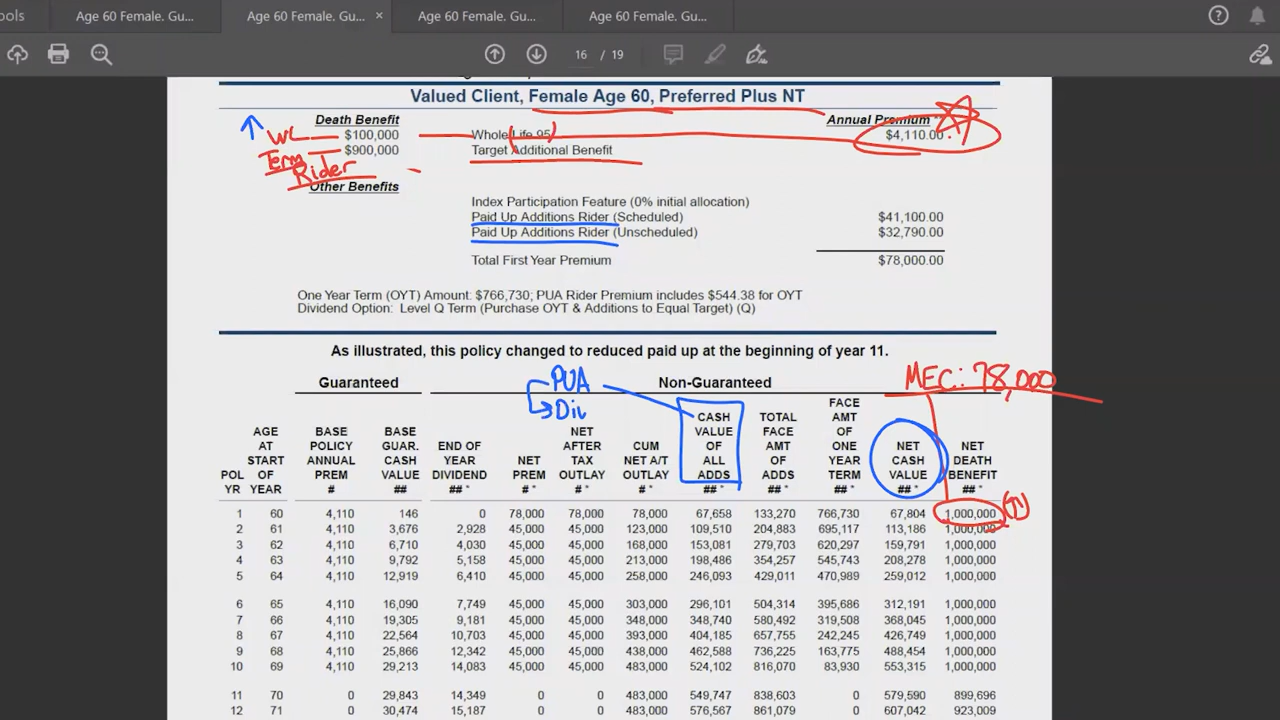 ools
Age 60 Female. Gu...
Age 60 Female. Gu... ×
Age 60 Female. Gu...
Age 60 Female. Gu...
16 / 19
Valued Client, Female Age 60, Preferred Plus NT
Death Benefit Annual Premium
WL $100,000 Whole Life 95 $4,110.00
Term $900,000 Target Additional Benefit
Rider
Other Benefits
Index Participation Feature (0% initial allocation)
Paid Up Additions Rider (Scheduled) $41,100.00
Paid Up Additions Rider (Unscheduled) $32,790.00
Total First Year Premium $78,000.00
One Year Term (OYT) Amount: $766,730; PUA Rider Premium includes $544.38 for OYT
Dividend Option: Level Q Term (Purchase OYT & Additions to Equal Target) (Q)
As illustrated, this policy changed to reduced paid up at the beginning of year 11.
Guaranteed PUA Non-Guaranteed MEC: 78,000
Div
POL YR
AGE AT START OF YEAR
BASE POLICY ANNUAL PREM #
BASE GUAR. CASH VALUE ##
END OF YEAR DIVIDEND ## *
NET PREM # *
NET AFTER TAX OUTLAY # *
CUM NET A/T OUTLAY # *
CASH VALUE OF ALL ADDS ## *
TOTAL FACE AMT OF ADDS ## *
FACE AMT OF ONE YEAR TERM ## *
NET CASH VALUE ## *
NET DEATH BENEFIT ## *
1 60 4,110 146 0 78,000 78,000 78,000 67,658 133,270 766,730 67,804 1,000,000
2 61 4,110 3,676 2,928 45,000 45,000 123,000 109,510 204,883 695,117 113,186 1,000,000
3 62 4,110 6,710 4,030 45,000 45,000 168,000 153,081 279,703 620,297 159,791 1,000,000
4 63 4,110 9,792 5,158 45,000 45,000 213,000 198,486 354,257 545,743 208,278 1,000,000
5 64 4,110 12,919 6,410 45,000 45,000 258,000 246,093 429,011 470,989 259,012 1,000,000
6 65 4,110 16,090 7,749 45,000 45,000 303,000 296,101 504,314 395,686 312,191 1,000,000
7 66 4,110 19,305 9,181 45,000 45,000 348,000 348,740 580,492 319,508 368,045 1,000,000
8 67 4,110 22,564 10,703 45,000 45,000 393,000 404,185 657,755 242,245 426,749 1,000,000
9 68 4,110 25,866 12,342 45,000 45,000 438,000 462,588 736,225 163,775 488,454 1,000,000
10 69 4,110 29,213 14,083 45,000 45,000 483,000 524,102 816,070 83,930 553,315 1,000,000
11 70 0 29,843 14,349 0 0 483,000 549,747 838,603 0 579,590 899,696
12 71 0 30,474 15,187 0 0 483,000 576,567 861,079 0 607,042 923,009